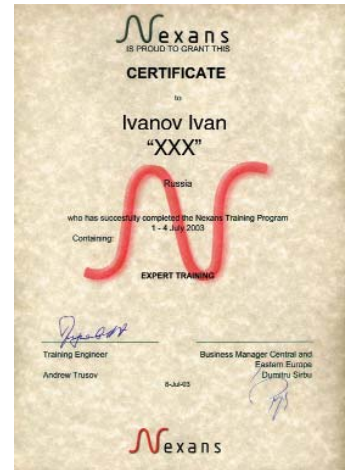 Nexans
IS PROUD TO GRANT THIS
CERTIFICATE
to
Ivanov Ivan
“XXX”
Russia
who has succesfully completed the Nexans Training Program
1 - 4 July 2003
Containing:
EXPERT TRAINING
Training Engineer
Andrew Trusov
Business Manager Central and
Eastern Europe
Dumitru Sirbu
8-Jul-03
Nexans